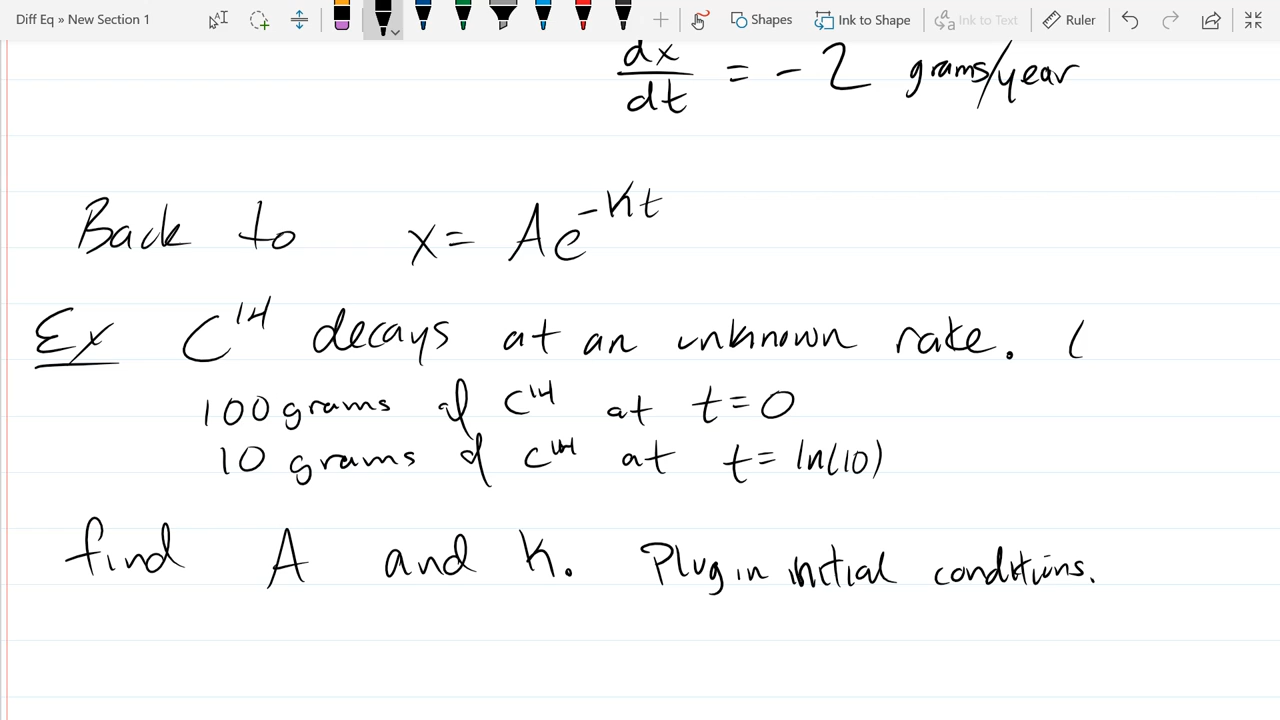 Diff Eq » New Section 1
Shapes
Ink to Shape
Ink to Text
Ruler
dx/dt = -2 grams/year
Back to x = Ae^-Kt
Ex C^14 decays at an unknown rate. (
100 grams of C^14 at t=0
10 grams of C^14 at t= ln(10)
find A and K. Plug in initial conditions.